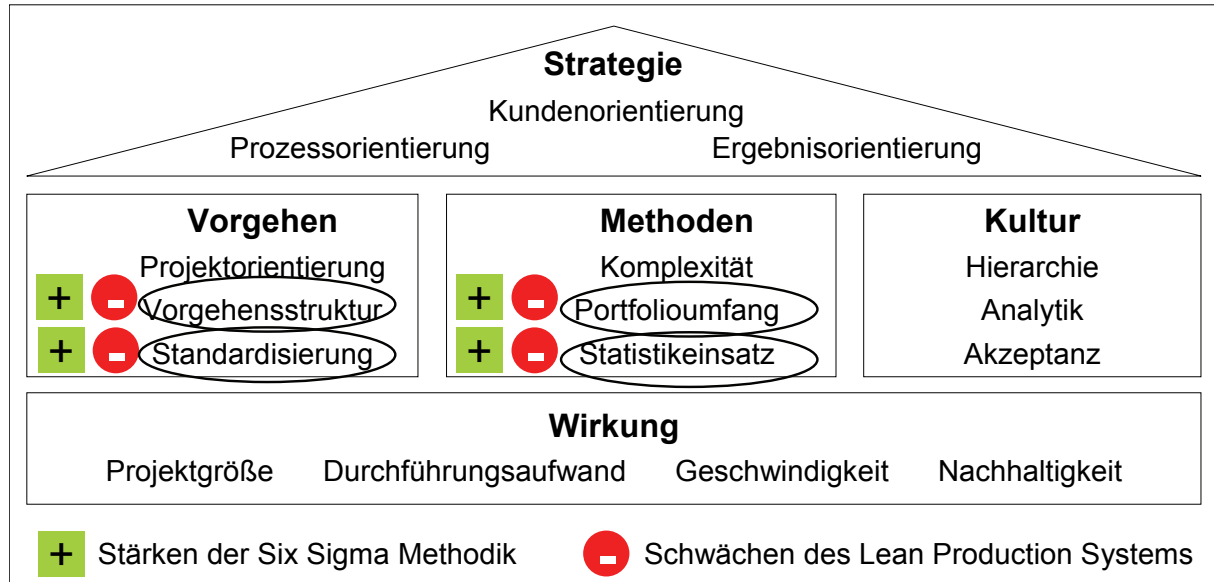 Strategie
Kundenorientierung
Prozessorientierung Ergebnisorientierung
Vorgehen
Projektorientierung
+ - Vorgehensstruktur
+ - Standardisierung
Methoden
Komplexität
+ - Portfolioumfang
+ - Statistikeinsatz
Kultur
Hierarchie
Analytik
Akzeptanz
Wirkung
Projektgröße Durchführungsaufwand Geschwindigkeit Nachhaltigkeit
+ Stärken der Six Sigma Methodik - Schwächen des Lean Production Systems